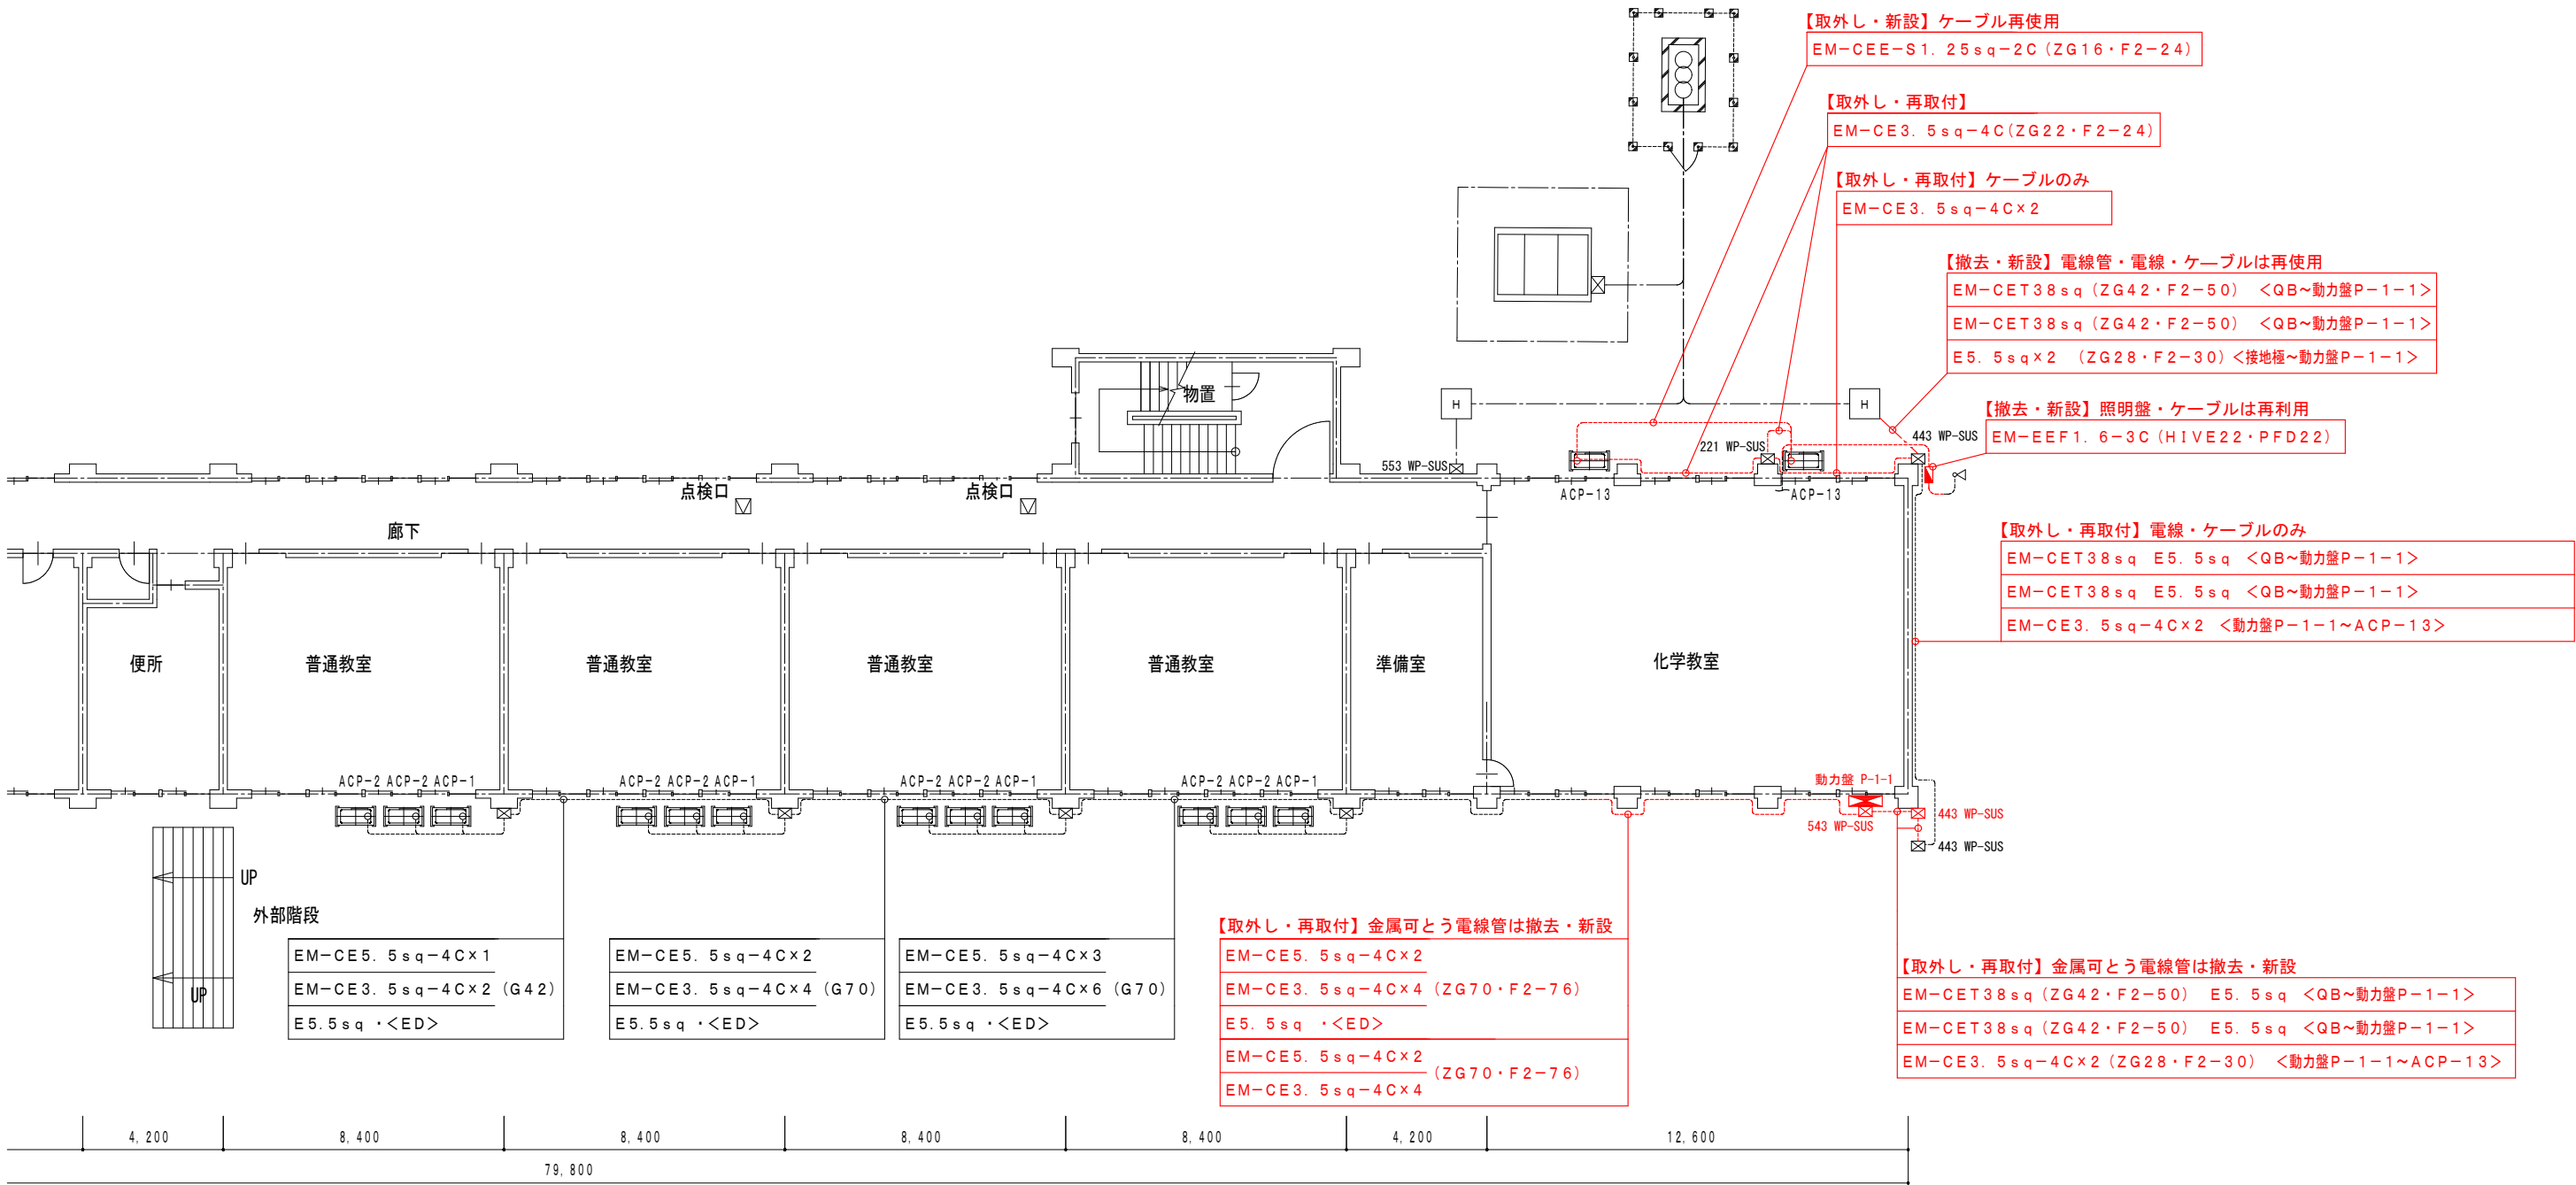 【取外し・新設】ケーブル再使用
EM−CEE−S1．25sq−2C（ZG16・F2−24）
【取外し・再取付】
EM−CE3．5sq−4C（ZG22・F2−24）
【取外し・再取付】ケーブルのみ
EM−CE3．5sq−4C×2
【撤去・新設】電線管・電線・ケーブルは再使用
EM−CET38sq（ZG42・F2−50） ＜QB～動力盤P−1−1＞
EM−CET38sq（ZG42・F2−50） ＜QB～動力盤P−1−1＞
E5．5sq×2 （ZG28・F2−30）＜接地極～動力盤P−1−1＞
【撤去・新設】照明盤・ケーブルは再利用
EM−EEF1．6−3C（HIVE22・PFD22）
物置
H
H
553 WP-SUS
221 WP-SUS
443 WP-SUS
点検口
点検口
ACP-13
ACP-13
廊下
【取外し・再取付】電線・ケーブルのみ
EM−CET38sq E5．5sq ＜QB～動力盤P−1−1＞
EM−CET38sq E5．5sq ＜QB～動力盤P−1−1＞
EM−CE3．5sq−4C×2 ＜動力盤P−1−1～ACP−13＞
便所
普通教室
普通教室
普通教室
普通教室
準備室
化学教室
ACP-2 ACP-2 ACP-1
ACP-2 ACP-2 ACP-1
ACP-2 ACP-2 ACP-1
ACP-2 ACP-2 ACP-1
動力盤 P-1-1
543 WP-SUS
443 WP-SUS
443 WP-SUS
UP
外部階段
UP
EM−CE5．5sq−4C×1
EM−CE3．5sq−4C×2（G42）
E5.5sq ・＜ED＞
EM−CE5．5sq−4C×2
EM−CE3．5sq−4C×4（G70）
E5.5sq ・＜ED＞
EM−CE5．5sq−4C×3
EM−CE3．5sq−4C×6（G70）
E5.5sq ・＜ED＞
【取外し・再取付】金属可とう電線管は撤去・新設
EM−CE5．5sq−4C×2
EM−CE3．5sq−4C×4（ZG70・F2−76）
E5．5sq ・＜ED＞
EM−CE5．5sq−4C×2
（ZG70・F2−76）
EM−CE3．5sq−4C×4
【取外し・再取付】金属可とう電線管は撤去・新設
EM−CET38sq（ZG42・F2−50） E5．5sq ＜QB～動力盤P−1−1＞
EM−CET38sq（ZG42・F2−50） E5．5sq ＜QB～動力盤P−1−1＞
EM−CE3．5sq−4C×2（ZG28・F2−30） ＜動力盤P−1−1～ACP−13＞
4,200 8,400 8,400 8,400 8,400 4,200 12,600
79,800